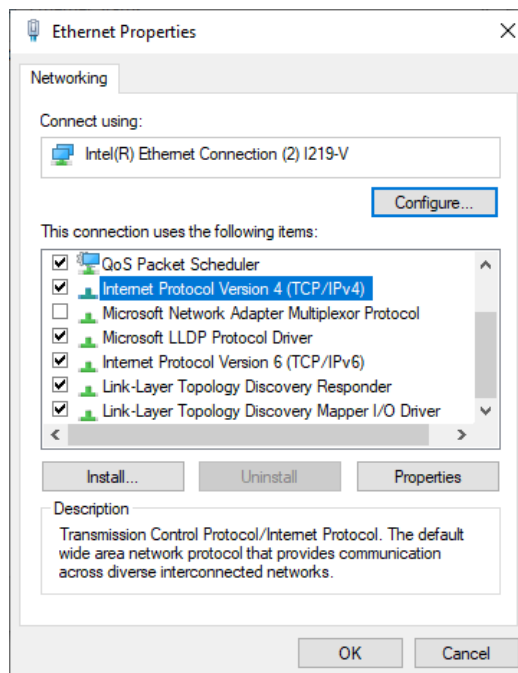 Ethernet Properties
Networking
Connect using:
Intel(R) Ethernet Connection (2) I219-V
Configure...
This connection uses the following items:
QoS Packet Scheduler
Internet Protocol Version 4 (TCP/IPv4)
Microsoft Network Adapter Multiplexor Protocol
Microsoft LLDP Protocol Driver
Internet Protocol Version 6 (TCP/IPv6)
Link-Layer Topology Discovery Responder
Link-Layer Topology Discovery Mapper I/O Driver
Install...
Uninstall
Properties
Description
Transmission Control Protocol/Internet Protocol. The default
wide area network protocol that provides communication
across diverse interconnected networks.
OK
Cancel